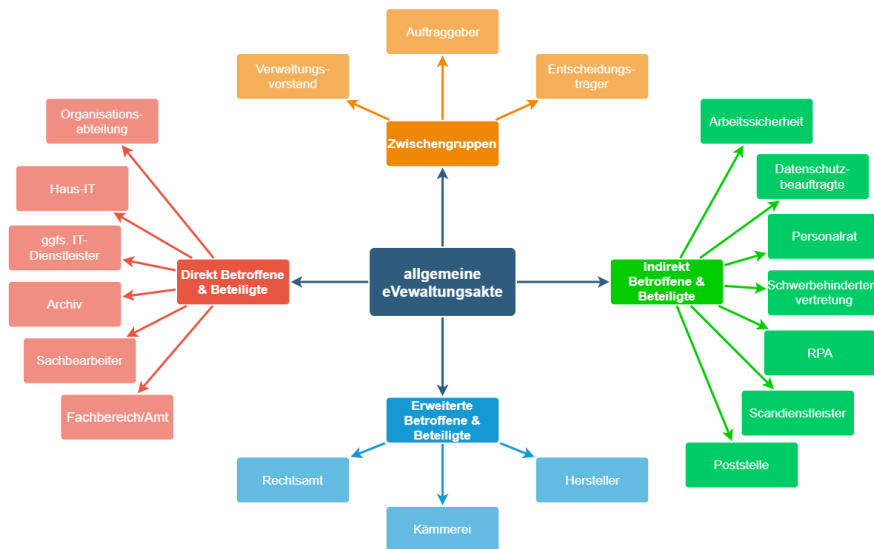 Auftraggeber
Verwaltungs-
vorstand
Entscheidungs-
träger
Zwischengruppen
Organisations-
abteilung
Haus-IT
ggfs. IT-
Dienstleister
Archiv
Sachbearbeiter
Fachbereich/Amt
Direkt Betroffene
& Beteiligte
allgemeine
eVewaltungsakte
Indirekt
Betroffene &
Beteiligte
Arbeitssicherheit
Datenschutz-
beauftragte
Personalrat
Schwerbehinderten
vertretung
RPA
Scandienstleister
Poststelle
Erweiterte
Betroffene &
Beteiligte
Rechtsamt
Kämmerei
Hersteller